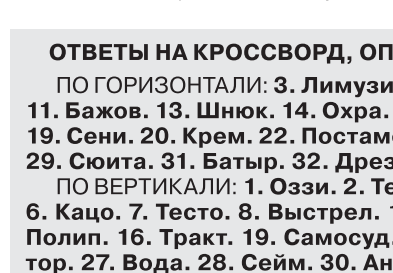 ОТВЕТЫ НА КРОССВОРД, ОП
ПО ГОРИЗОНТАЛИ: 3. Лимузи
11. Бажов. 13. Шнюк. 14. Охра.
19. Сени. 20. Крем. 22. Постам
29. Сюита. 31. Батыр. 32. Дрез
ПО ВЕРТИКАЛИ: 1. Оззи. 2. Те
6. Кацо. 7. Тесто. 8. Выстрел. 1
Полип. 16. Тракт. 19. Самосуд.
тор. 27. Вода. 28. Сейм. 30. Ан